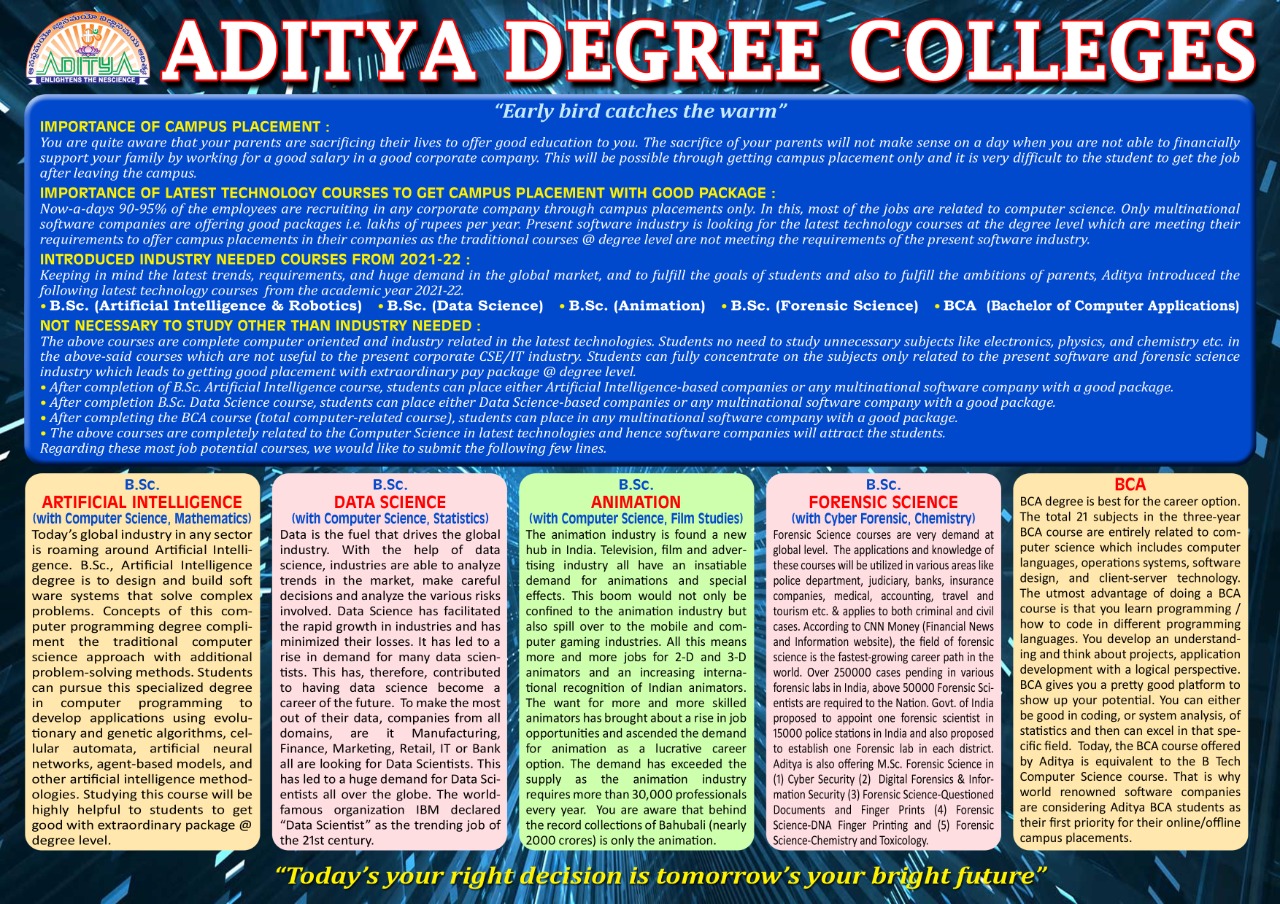 ADITYA
ENLIGHTENS THE NESCIENCE
ADITYA DEGREE COLLEGES
“Early bird catches the warm”
IMPORTANCE OF CAMPUS PLACEMENT :
You are quite aware that your parents are sacrificing their lives to offer good education to you. The sacrifice of your parents will not make sense on a day when you are not able to financially
support your family by working for a good salary in a good corporate company. This will be possible through getting campus placement only and it is very difficult to the student to get the job
after leaving the campus.
IMPORTANCE OF LATEST TECHNOLOGY COURSES TO GET CAMPUS PLACEMENT WITH GOOD PACKAGE :
Now-a-days 90-95% of the employees are recruiting in any corporate company through campus placements only. In this, most of the jobs are related to computer science. Only multinational
software companies are offering good packages i.e. lakhs of rupees per year. Present software industry is looking for the latest technology courses at the degree level which are meeting their
requirements to offer campus placements in their companies as the traditional courses @ degree level are not meeting the requirements of the present software industry.
INTRODUCED INDUSTRY NEEDED COURSES FROM 2021-22 :
Keeping in mind the latest trends, requirements, and huge demand in the global market, and to fulfill the goals of students and also to fulfill the ambitions of parents, Aditya introduced the
following latest technology courses from the academic year 2021-22.
• B.Sc. (Artificial Intelligence & Robotics) • B.Sc. (Data Science) • B.Sc. (Animation) • B.Sc. (Forensic Science) • BCA (Bachelor of Computer Applications)
NOT NECESSARY TO STUDY OTHER THAN INDUSTRY NEEDED :
The above courses are complete computer oriented and industry related in the latest technologies. Students no need to study unnecessary subjects like electronics, physics, and chemistry etc. in
the above-said courses which are not useful to the present corporate CSE/IT industry. Students can fully concentrate on the subjects only related to the present software and forensic science
industry which leads to getting good placement with extraordinary pay package @ degree level.
• After completion of B.Sc. Artificial Intelligence course, students can place either Artificial Intelligence-based companies or any multinational software company with a good package.
• After completion B.Sc. Data Science course, students can place either Data Science-based companies or any multinational software company with a good package.
• After completing the BCA course (total computer-related course), students can place in any multinational software company with a good package.
• The above courses are completely related to the Computer Science in latest technologies and hence software companies will attract the students.
Regarding these most job potential courses, we would like to submit the following few lines.
B.Sc.
ARTIFICIAL INTELLIGENCE
(with Computer Science, Mathematics)
Today’s global industry in any sector
is roaming around Artificial Intelli-
gence. B.Sc., Artificial Intelligence
degree is to design and build soft
ware systems that solve complex
problems. Concepts of this com-
puter programming degree compli-
ment the traditional computer
science approach with additional
problem-solving methods. Students
can pursue this specialized degree
in computer programming to
develop applications using evolu-
tionary and genetic algorithms, cel-
lular automata, artificial neural
networks, agent-based models, and
other artificial intelligence method-
ologies. Studying this course will be
highly helpful to students to get
good with extraordinary package @
degree level.
B.Sc.
DATA SCIENCE
(with Computer Science, Statistics)
Data is the fuel that drives the global
industry. With the help of data
science, industries are able to analyze
trends in the market, make careful
decisions and analyze the various risks
involved. Data Science has facilitated
the rapid growth in industries and has
minimized their losses. It has led to a
rise in demand for many data scien-
tists. This has, therefore, contributed
to having data science become a
career of the future. To make the most
out of their data, companies from all
domains, are it Manufacturing,
Finance, Marketing, Retail, IT or Bank
all are looking for Data Scientists. This
has led to a huge demand for Data Sci-
entists all over the globe. The world-
famous organization IBM declared
“Data Scientist” as the trending job of
the 21st century.
B.Sc.
ANIMATION
(with Computer Science, Film Studies)
The animation industry is found a new
hub in India. Television, film and adver-
tising industry all have an insatiable
demand for animations and special
effects. This boom would not only be
confined to the animation industry but
also spill over to the mobile and com-
puter gaming industries. All this means
more and more jobs for 2-D and 3-D
animators and an increasing interna-
tional recognition of Indian animators.
The want for more and more skilled
animators has brought about a rise in job
opportunities and ascended the demand
for animation as a lucrative career
option. The demand has exceeded the
supply as the animation industry
requires more than 30,000 professionals
every year. You are aware that behind
the record collections of Bahubali (nearly
2000 crores) is only the animation.
B.Sc.
FORENSIC SCIENCE
(with Cyber Forensic, Chemistry)
Forensic Science courses are very demand at
global level. The applications and knowledge of
these courses will be utilized in various areas like
police department, judiciary, banks, insurance
companies, medical, accounting, travel and
tourism etc. & applies to both criminal and civil
cases. According to CNN Money (Financial News
and Information website), the field of forensic
science is the fastest-growing career path in the
world. Over 250000 cases pending in various
forensic labs in India, above 50000 Forensic Sci-
entists are required to the Nation. Govt. of India
proposed to appoint one forensic scientist in
15000 police stations in India and also proposed
to establish one Forensic lab in each district.
Aditya is also offering M.Sc. Forensic Science in
(1) Cyber Security (2) Digital Forensics & Infor-
mation Security (3) Forensic Science-Questioned
Documents and Finger Prints (4) Forensic
Science-DNA Finger Printing and (5) Forensic
Science-Chemistry and Toxicology.
BCA
BCA degree is best for the career option.
The total 21 subjects in the three-year
BCA course are entirely related to com-
puter science which includes computer
languages, operations systems, software
design, and client-server technology.
The utmost advantage of doing a BCA
course is that you learn programming /
how to code in different programming
languages. You develop an understand-
ing and think about projects, application
development with a logical perspective.
BCA gives you a pretty good platform to
show up your potential. You can either
be good in coding, or system analysis, of
statistics and then can excel in that spe-
cific field. Today, the BCA course offered
by Aditya is equivalent to the B Tech
Computer Science course. That is why
world renowned software companies
are considering Aditya BCA students as
their first priority for their online/offline
campus placements.
“Today’s your right decision is tomorrow’s your bright future”